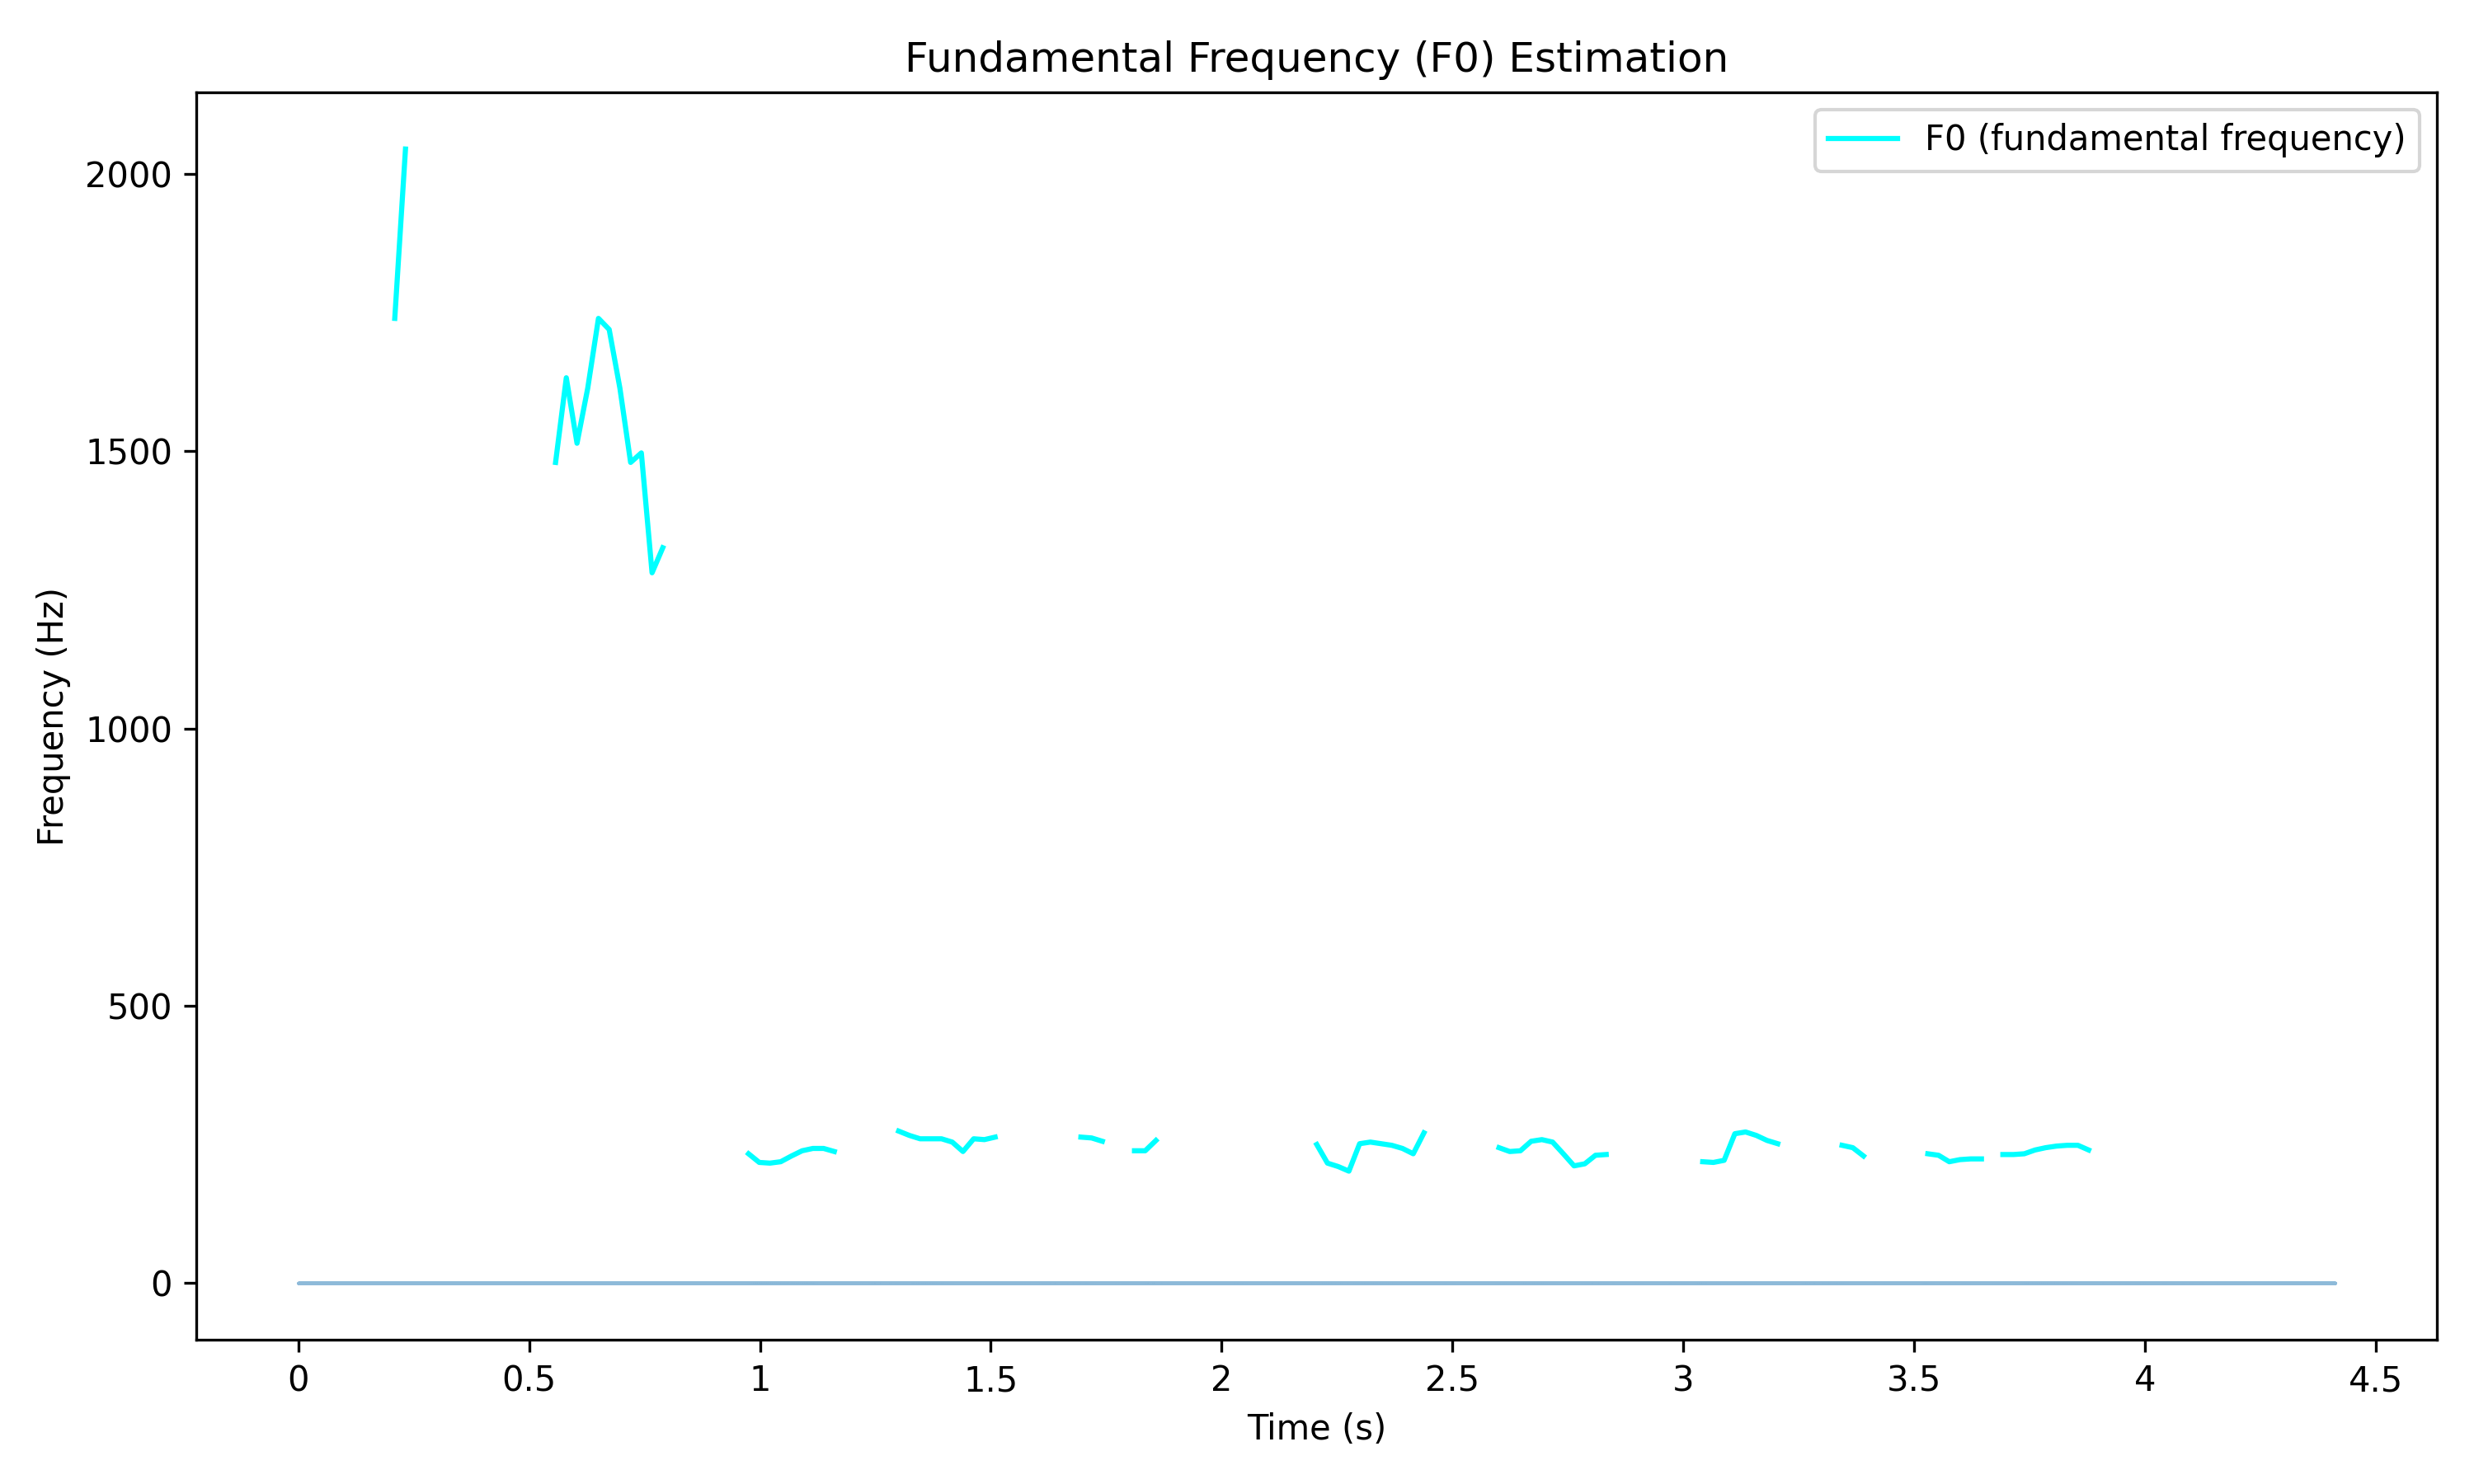 Fundamental Frequency (F0) Estimation
F0 (fundamental frequency)
2000
1500
1000
500
0
Frequency (Hz)
0 0.5 1 1.5 2 2.5 3 3.5 4 4.5
Time (s)